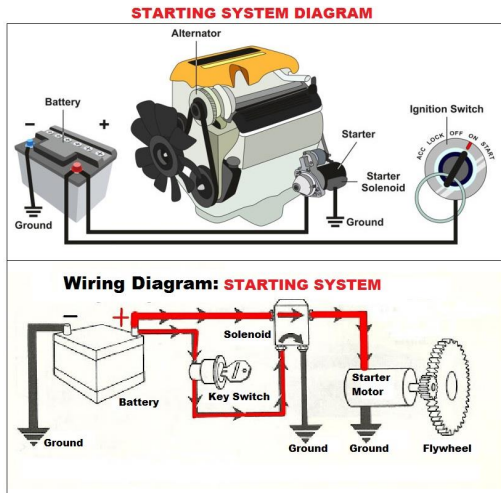 STARTING SYSTEM DIAGRAM
Alternator
Battery
- +
Ignition Switch
ACC LOCK OFF ON START
Starter
Starter
Solenoid
Ground
Ground
Wiring Diagram: STARTING SYSTEM
- +
Solenoid
Key Switch
Battery
Starter
Motor
Ground
Ground
Ground
Flywheel